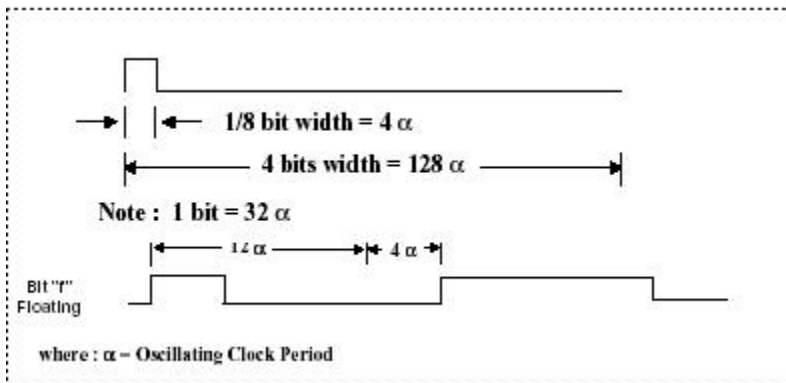 1/8 bit width = 4 α
4 bits width = 128 α
Note : 1 bit = 32 α
12 α
4 α
Bit "f"
Floating
where : α = Oscillating Clock Period